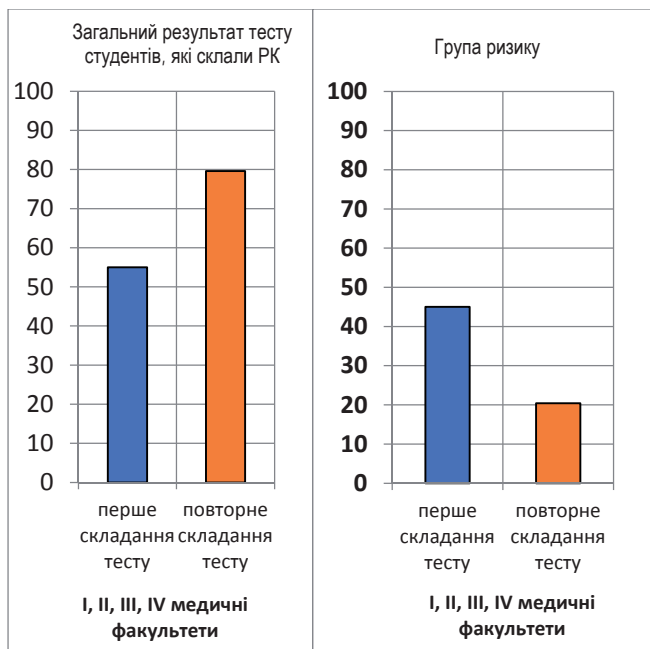 Загальний результат тесту
студентів, які склали РК
100
90
80
70
60
50
40
30
20
10
0
перше
складання
тесту
повторне
складання
тесту
I, II, III, IV медичні
факультети
Група ризику
100
90
80
70
60
50
40
30
20
10
0
перше
складання
тесту
повторне
складання
тесту
I, II, III, IV медичні
факультети